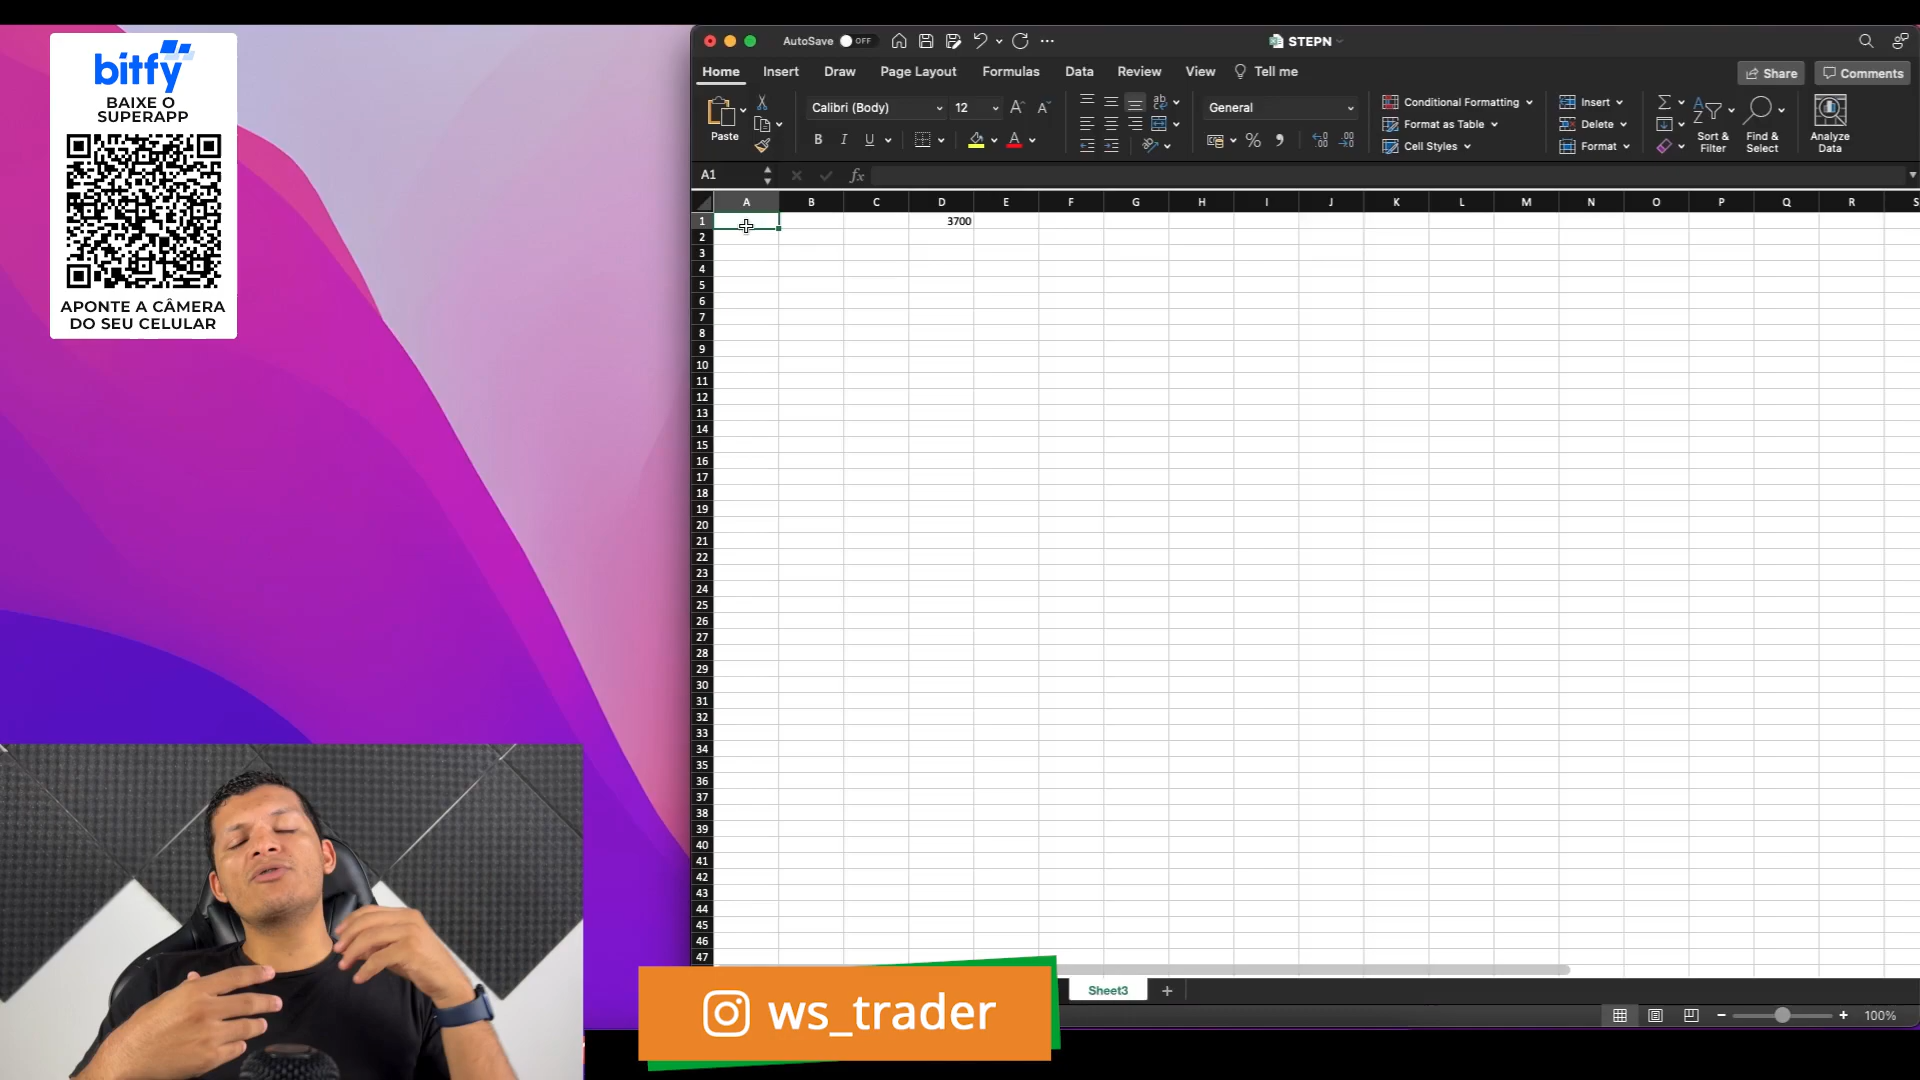 bitfy
BAIXE O
SUPERAPP
APONTE A CÂMERA
DO SEU CELULAR
AutoSave OFF
STEPN
Home Insert Draw Page Layout Formulas Data Review View Tell me
Share Comments
Paste
Calibri (Body) 12
B I U
A
ab
General
%
Conditional Formatting
Format as Table
Cell Styles
Insert
Delete
Format
Sort &
Filter
Find &
Select
Analyze
Data
A1 fx
A B C D E F G H I J K L M N O P Q R S
1 3700
2
3
4
5
6
7
8
9
10
11
12
13
14
15
16
17
18
19
20
21
22
23
24
25
26
27
28
29
30
31
32
33
34
35
36
37
38
39
40
41
42
43
44
45
46
47
Sheet3 +
100%
ws_trader